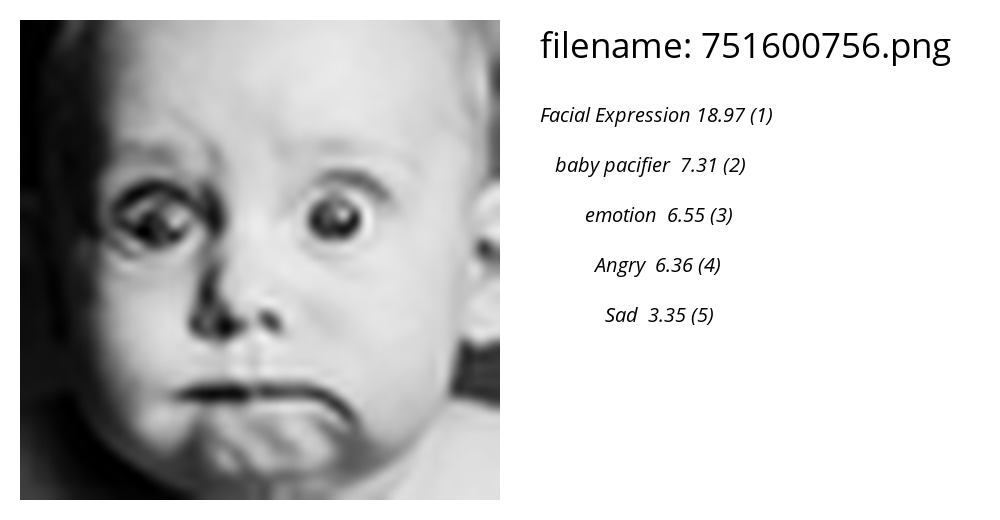 filename: 751600756.png
Facial Expression 18.97 (1)
baby pacifier 7.31 (2)
emotion 6.55 (3)
Angry 6.36 (4)
Sad 3.35 (5)